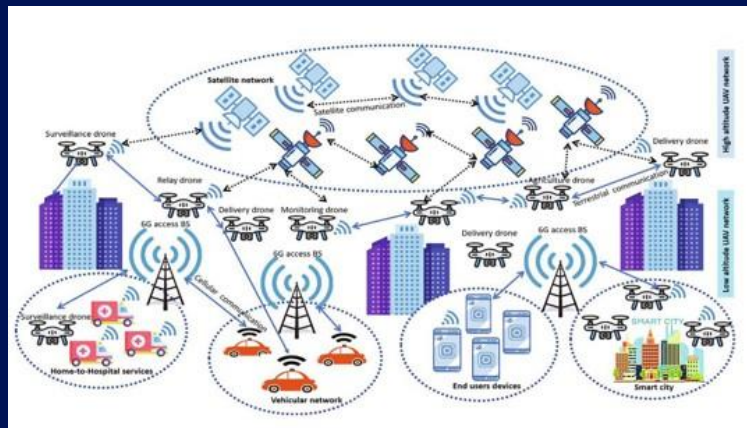 Satellite network
Satellite communication
High altitude UAV network
Surveillance drone
Delivery drone
Relay drone
Agriculture drone
Terrestrial communication
Delivery drone
Monitoring drone
6G access BS
6G access BS
Delivery drone
6G access BS
Low altitude UAV network
Cellular communication
Surveillance drone
SMART CITY
Home-to-Hospital services
Vehicular network
End users devices
Smart city